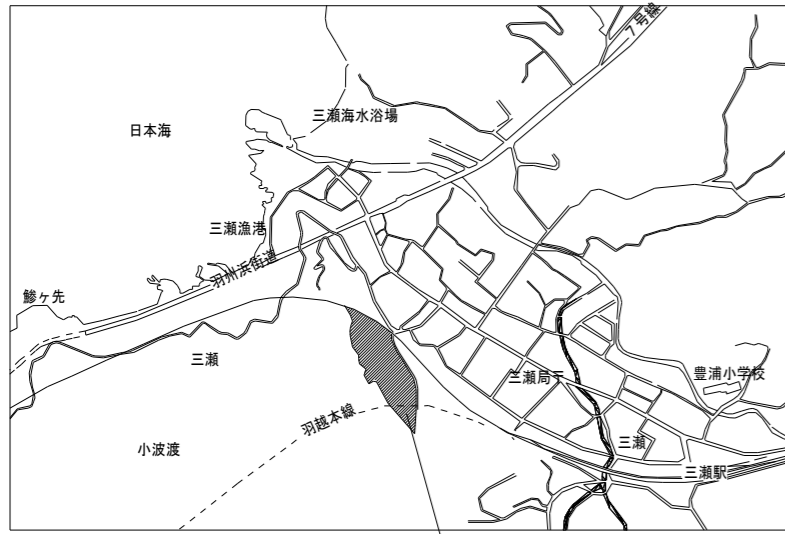 7号線
三瀬海水浴場
日本海
三瀬漁港
羽州浜街道
鯵ヶ先
三瀬
三瀬局〒
豊浦小学校
羽越本線
小波渡
三瀬
三瀬駅